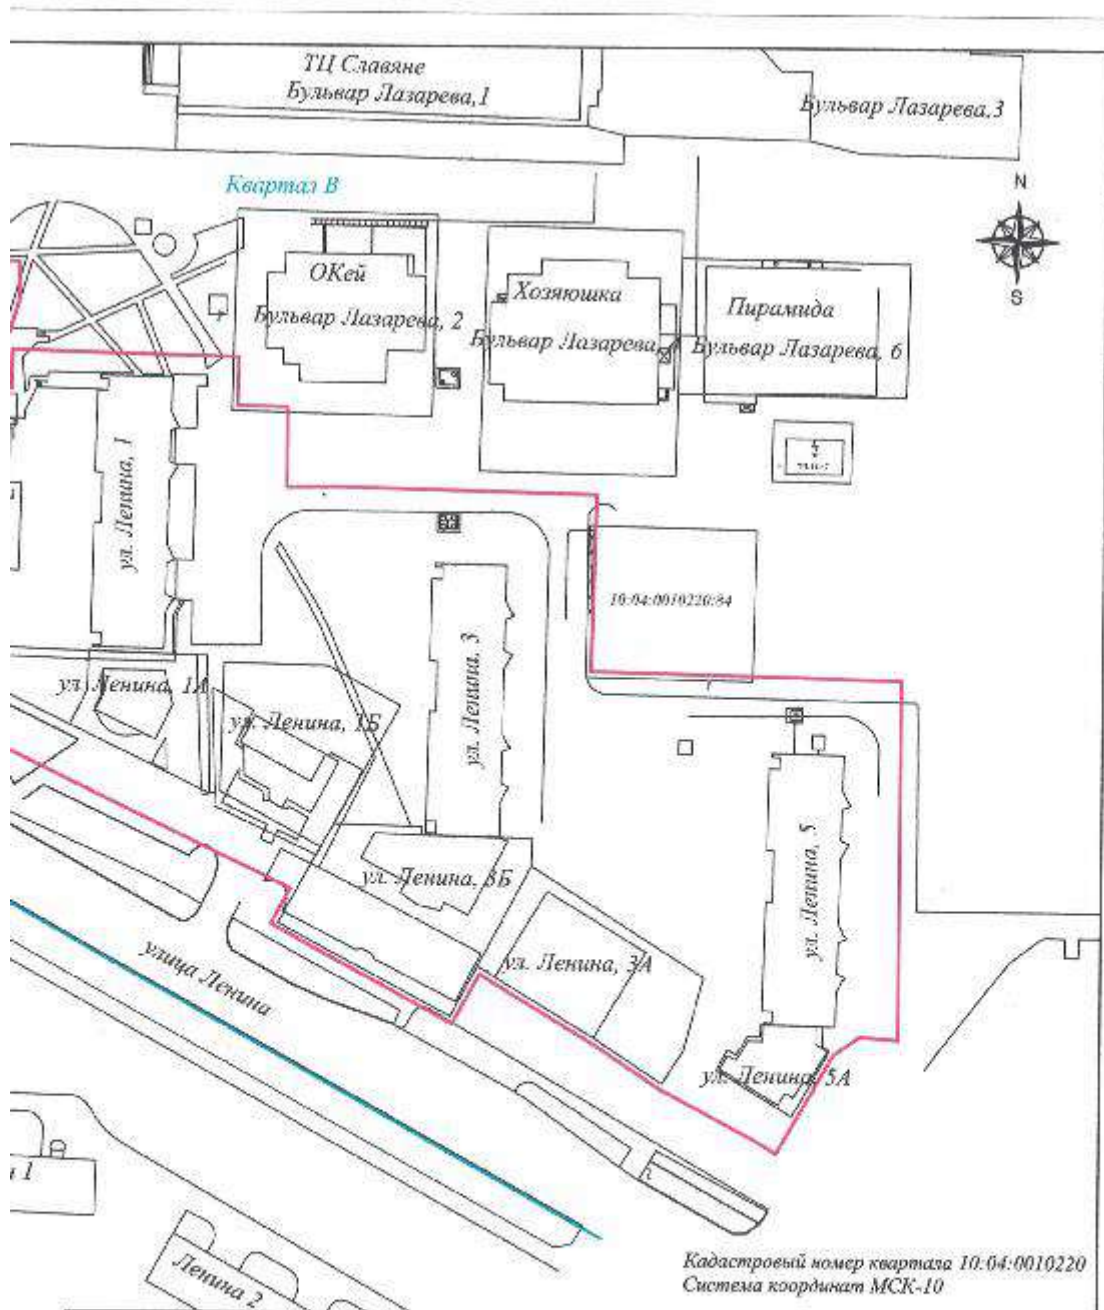 ТЦ Славяне
Бульвар Лазарева,1
Бульвар Лазарева,3
Квартал В
N
S
ОКей
Бульвар Лазарева, 2
Хозяюшка
Бульвар Лазарева,
Пирамида
Бульвар Лазарева, 6
ул. Ленина, 1
10:04:0010220:84
ул. Ленина, 3
ул. Ленина, 1А
ул. Ленина, 1Б
ул. Ленина, 5
ул. Ленина, 3Б
ул. Ленина, 3А
улица Ленина
ул. Ленина, 5А
1
Ленина 2
Кадастровый номер квартала 10:04:0010220
Система координат МСК-10